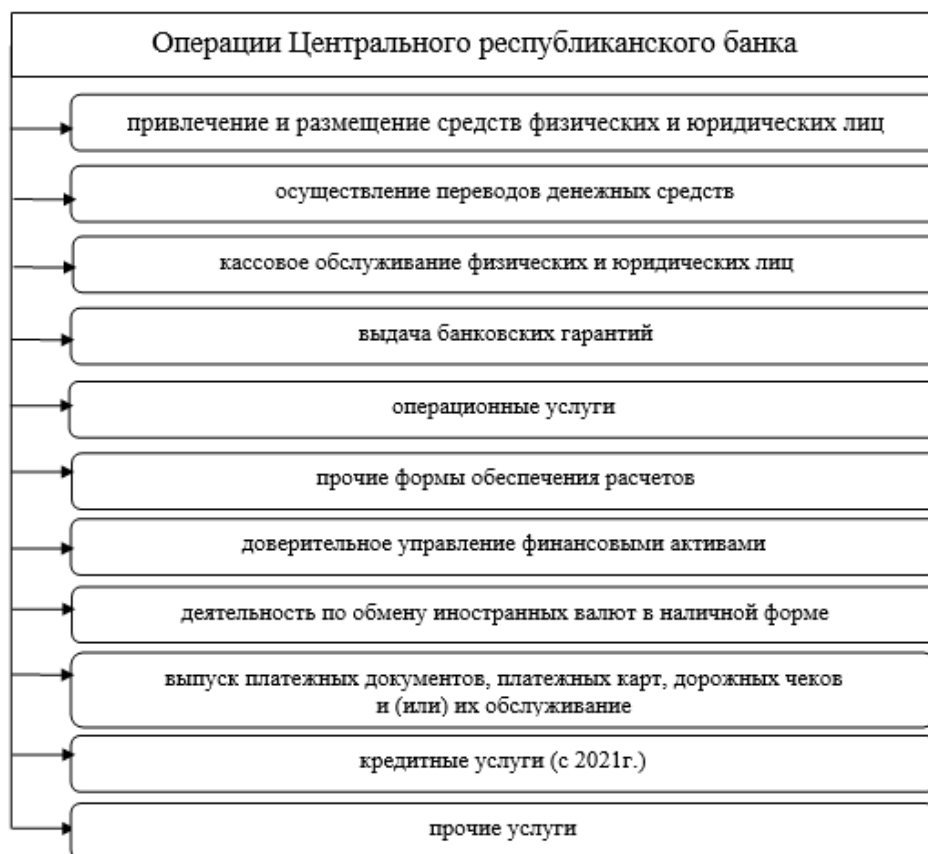 Операции Центрального республиканского банка
привлечение и размещение средств физических и юридических лиц
осуществление переводов денежных средств
кассовое обслуживание физических и юридических лиц
выдача банковских гарантий
операционные услуги
прочие формы обеспечения расчетов
доверительное управление финансовыми активами
деятельность по обмену иностранных валют в наличной форме
выпуск платежных документов, платежных карт, дорожных чеков
и (или) их обслуживание
кредитные услуги (с 2021г.)
прочие услуги